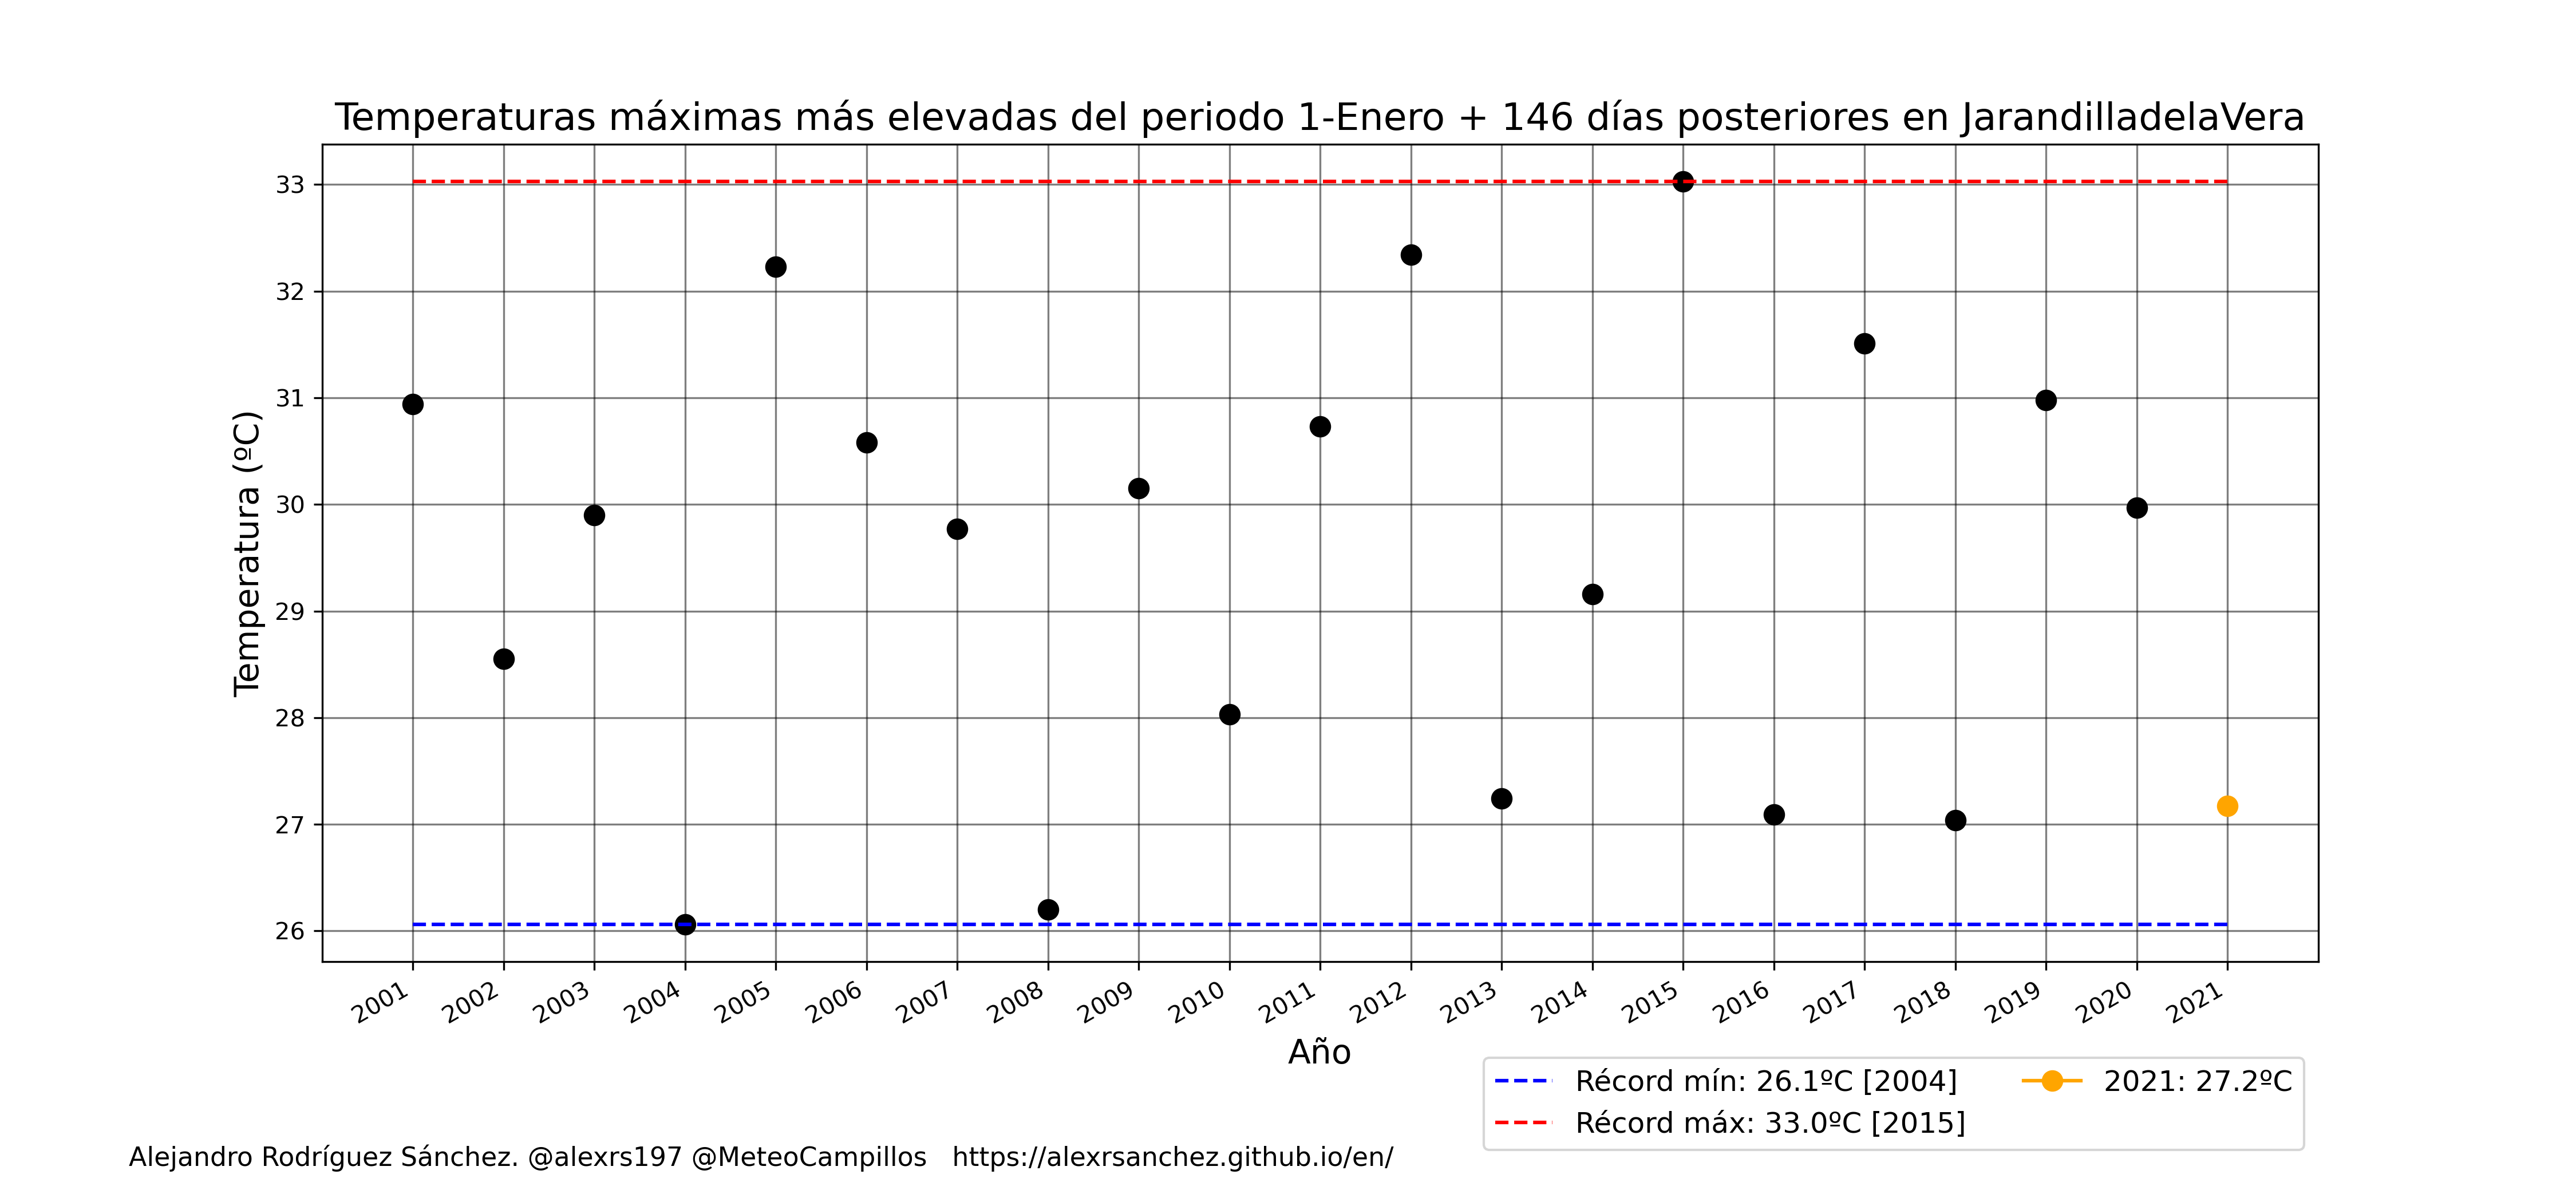 Temperaturas máximas más elevadas del periodo 1-Enero + 146 días posteriores en JarandilladelaVera
Temperatura (ºC)
33
32
31
30
29
28
27
26
2001 2002 2003 2004 2005 2006 2007 2008 2009 2010 2011 2012 2013 2014 2015 2016 2017 2018 2019 2020 2021
Año
Récord mín: 26.1ºC [2004]
Récord máx: 33.0ºC [2015]
2021: 27.2ºC
Alejandro Rodríguez Sánchez. @alexrs197 @MeteoCampillos https://alexrsanchez.github.io/en/